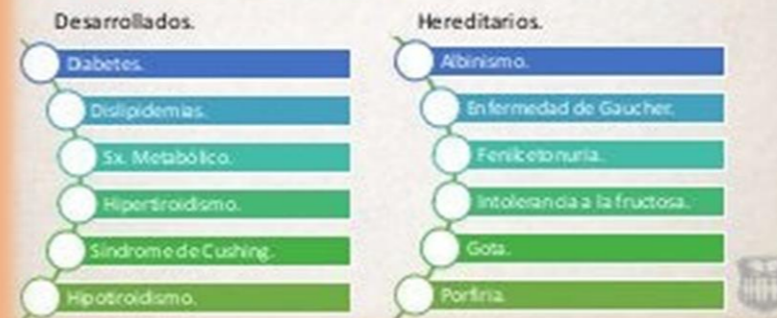 Desarrollados.
Diabetes.
Dislipidemias.
Sx. Metabólico.
Hipertiroidismo.
Síndrome de Cushing.
Hipotiroidismo.
Hereditarios.
Albinismo.
Enfermedad de Gaucher.
Fenilcetonuria.
Intolerancia a la fructosa.
Gota.
Porfiria.